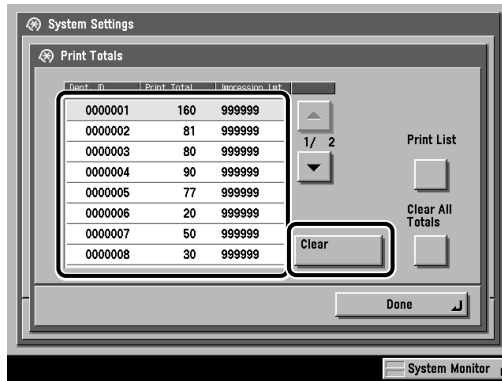 System Settings
Print Totals
Dept. ID Print Total Impression Lmt.
0000001 160 999999
0000002 81 999999
0000003 80 999999
0000004 90 999999
0000005 77 999999
0000006 20 999999
0000007 50 999999
0000008 30 999999
1/ 2
Print List
Clear All
Totals
Clear
Done
System Monitor